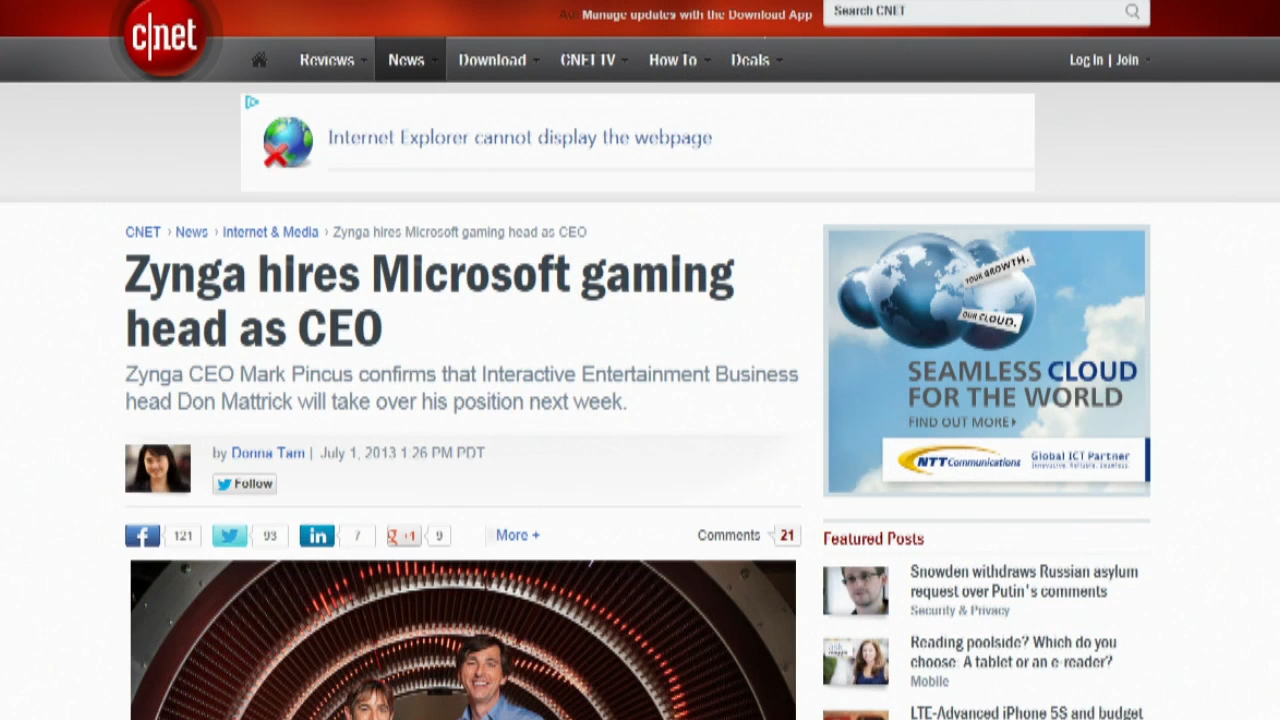 c|net
Manage updates with the Download App
Search CNET
Reviews
News
Download
CNET TV
How To
Deals
Log In | Join
Internet Explorer cannot display the webpage
CNET › News › Internet & Media › Zynga hires Microsoft gaming head as CEO
Zynga hires Microsoft gaming
head as CEO
Zynga CEO Mark Pincus confirms that Interactive Entertainment Business
head Don Mattrick will take over his position next week.
by Donna Tam | July 1, 2013 1:26 PM PDT
Follow
f 121
93
in 7
g +1 9
More +
Comments 21
YOUR GROWTH.
OUR CLOUD.
SEAMLESS CLOUD
FOR THE WORLD
FIND OUT MORE
NTT Communications
Global ICT Partner
Innovative. Reliable. Seamless.
Featured Posts
Snowden withdraws Russian asylum
request over Putin's comments
Security & Privacy
Reading poolside? Which do you
choose: A tablet or an e-reader?
Mobile
ask
LTE-Advanced iPhone 5S and budget